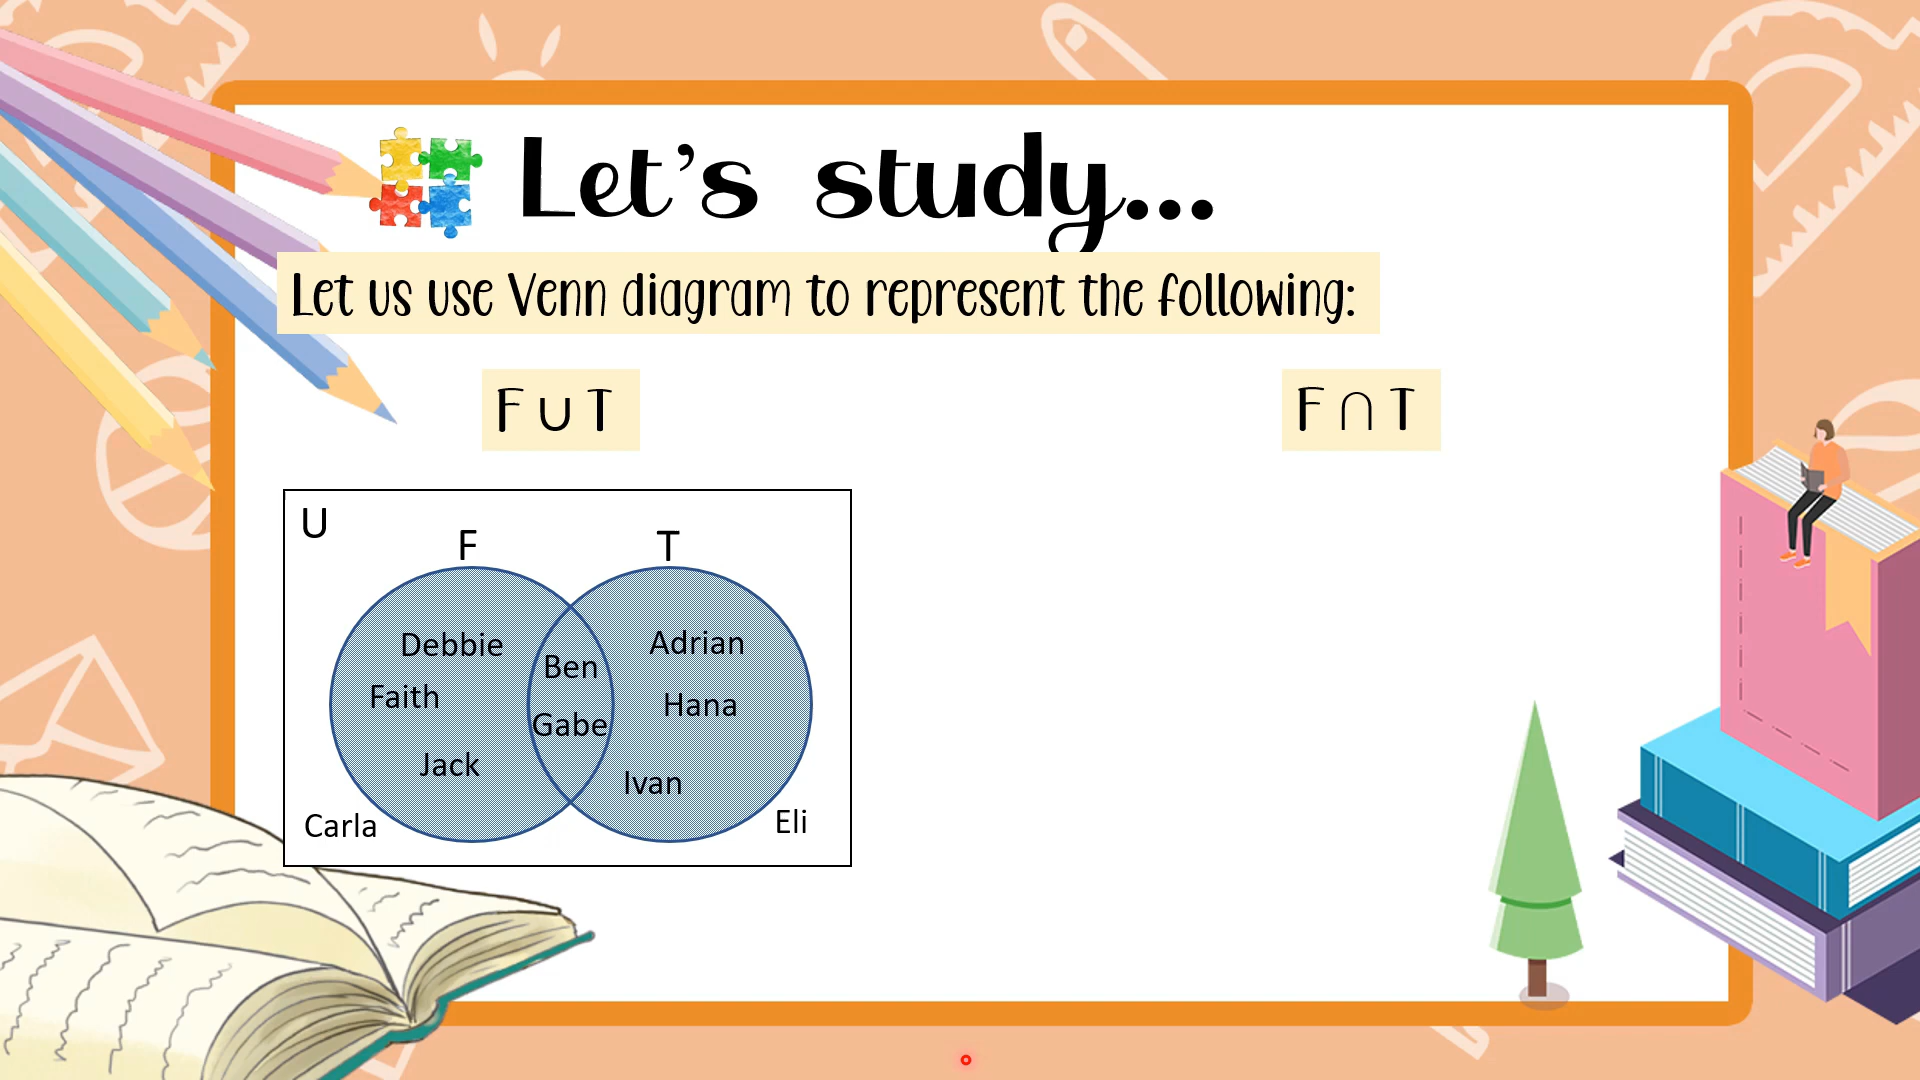 Let's study...
Let us use Venn diagram to represent the following:
F ∪ T
F ∩ T
U
F
T
Debbie
Faith
Jack
Ben
Gabe
Adrian
Hana
Ivan
Carla
Eli